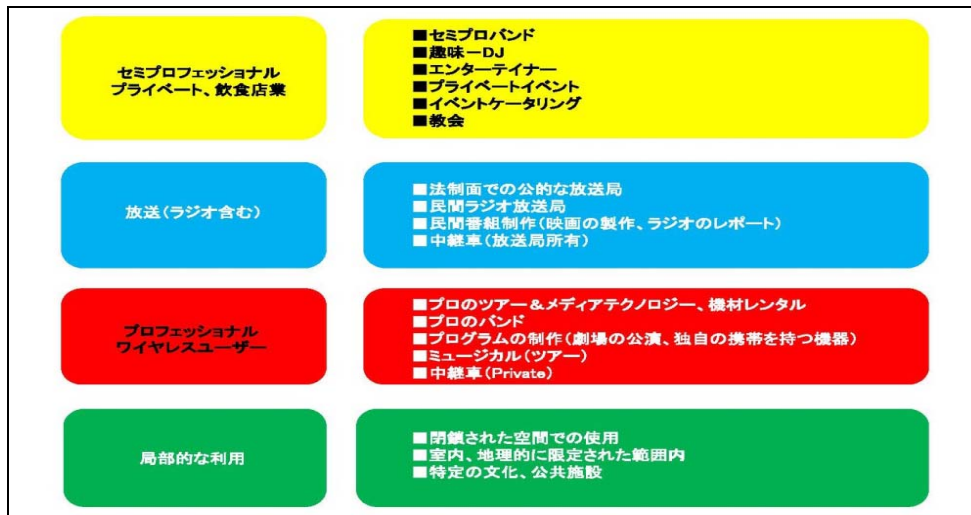 セミプロフェッショナル
プライベート、飲食店業
■セミプロバンド
■趣味－DJ
■エンターテイナー
■プライベートイベント
■イベントケータリング
■教会
放送(ラジオ含む)
■法制面での公的な放送局
■民間ラジオ放送局
■民間番組制作(映画の製作、ラジオのレポート)
■中継車(放送局所有)
プロフェッショナル
ワイヤレスユーザー
■プロのツアー＆メディアテクノロジー、機材レンタル
■プロのバンド
■プログラムの制作(劇場の公演、独自の携帯を持つ機器)
■ミュージカル(ツアー)
■中継車(Private)
局部的な利用
■閉鎖された空間での使用
■室内、地理的に限定された範囲内
■特定の文化、公共施設